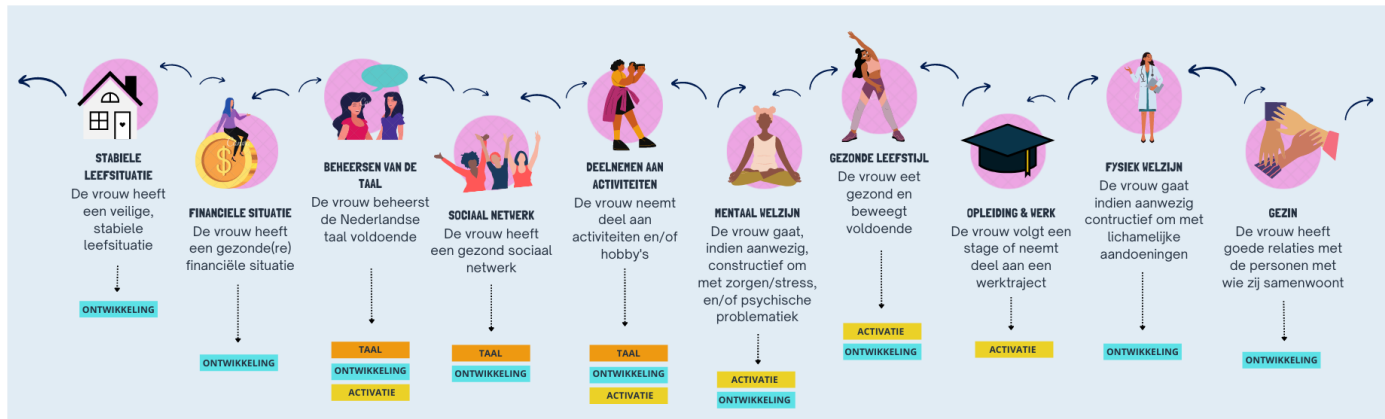 STABIELE
LEEFSITUATIE
De vrouw heeft
een veilige,
stabiele
leefsituatie
ONTWIKKELING
FINANCIELE SITUATIE
De vrouw heeft
een gezonde(re)
financiële situatie
ONTWIKKELING
BEHEERSEN VAN DE
TAAL
De vrouw beheerst
de Nederlandse
taal voldoende
TAAL
ONTWIKKELING
ACTIVATIE
SOCIAAL NETWERK
De vrouw heeft
een gezond sociaal
netwerk
TAAL
ONTWIKKELING
DEELNEMEN AAN
ACTIVITEITEN
De vrouw neemt
deel aan
activiteiten en/of
hobby's
TAAL
ONTWIKKELING
ACTIVATIE
MENTAAL WELZIJN
De vrouw gaat,
indien aanwezig,
constructief om
met zorgen/stress,
en/of psychische
problematiek
ACTIVATIE
ONTWIKKELING
GEZONDE LEEFSTIJL
De vrouw eet
gezond en
beweegt
voldoende
ACTIVATIE
ONTWIKKELING
OPLEIDING & WERK
De vrouw volgt een
stage of neemt
deel aan een
werktraject
ACTIVATIE
FYSIEK WELZIJN
De vrouw gaat
indien aanwezig
contructief om met
lichamelijke
aandoeningen
ONTWIKKELING
GEZIN
De vrouw heeft
goede relaties met
de personen met
wie zij samenwoont
ONTWIKKELING